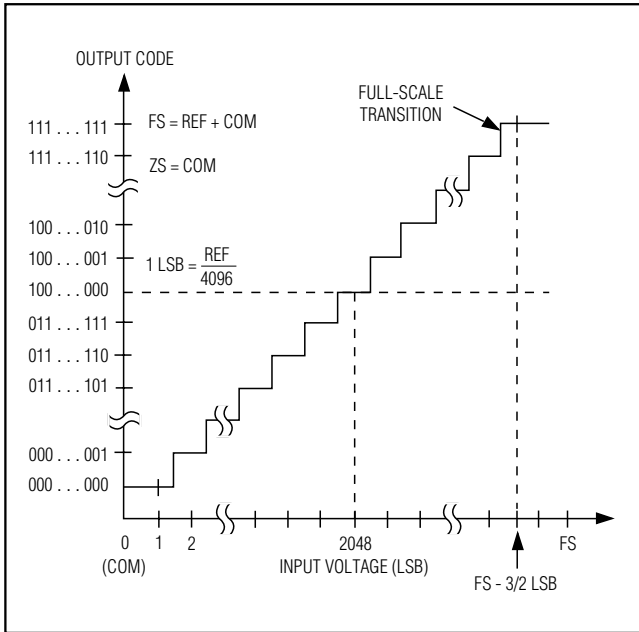 OUTPUT CODE
FULL-SCALE
TRANSITION
111 . . . 111
FS = REF + COM
111 . . . 110
ZS = COM
100 . . . 010
100 . . . 001
1 LSB = REF
4096
100 . . . 000
011 . . . 111
011 . . . 110
011 . . . 101
000 . . . 001
000 . . . 000
0 1 2 2048 FS
(COM) INPUT VOLTAGE (LSB)
FS - 3/2 LSB